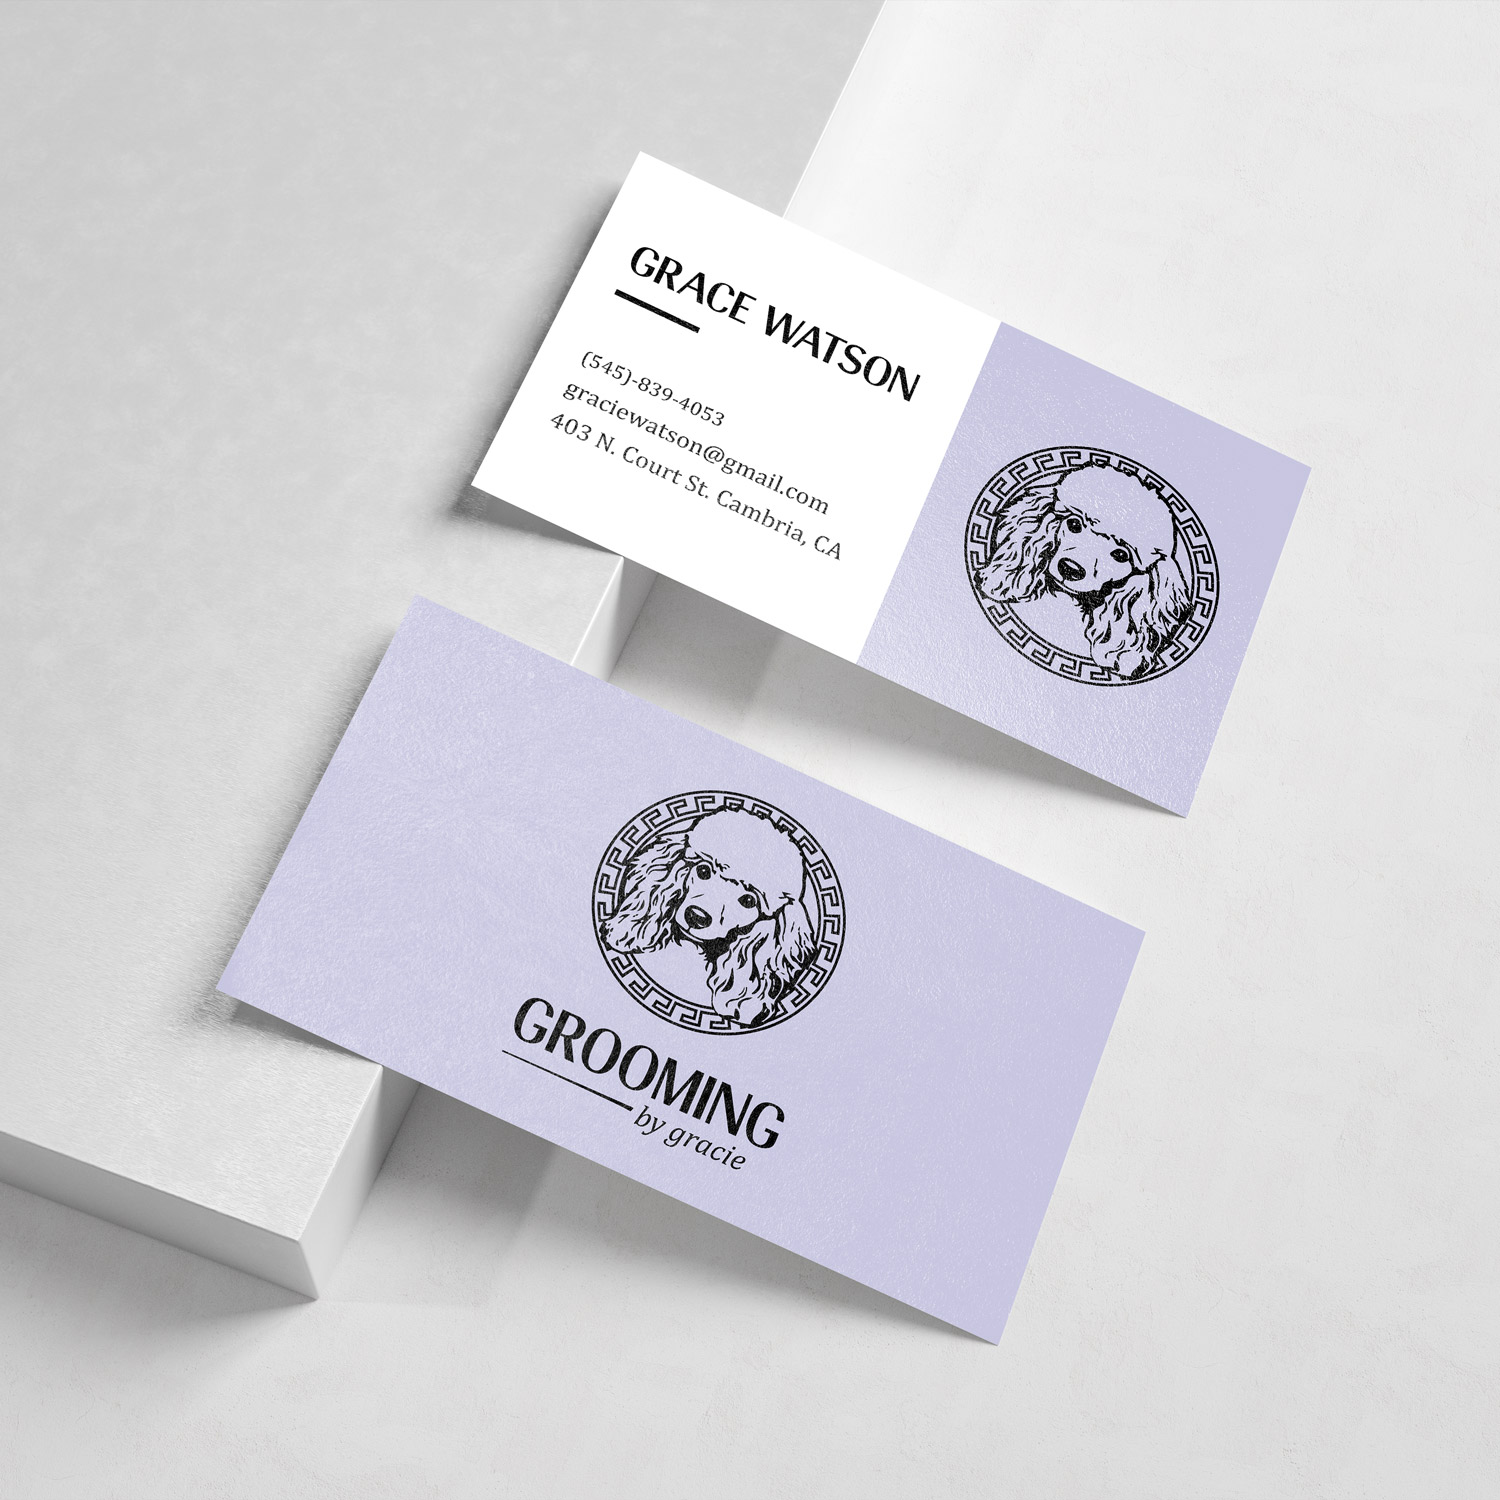 GRACE WATSON
(545)-839-4053
graciewatson@gmail.com
403 N. Court St. Cambria, CA
GROOMING
by gracie